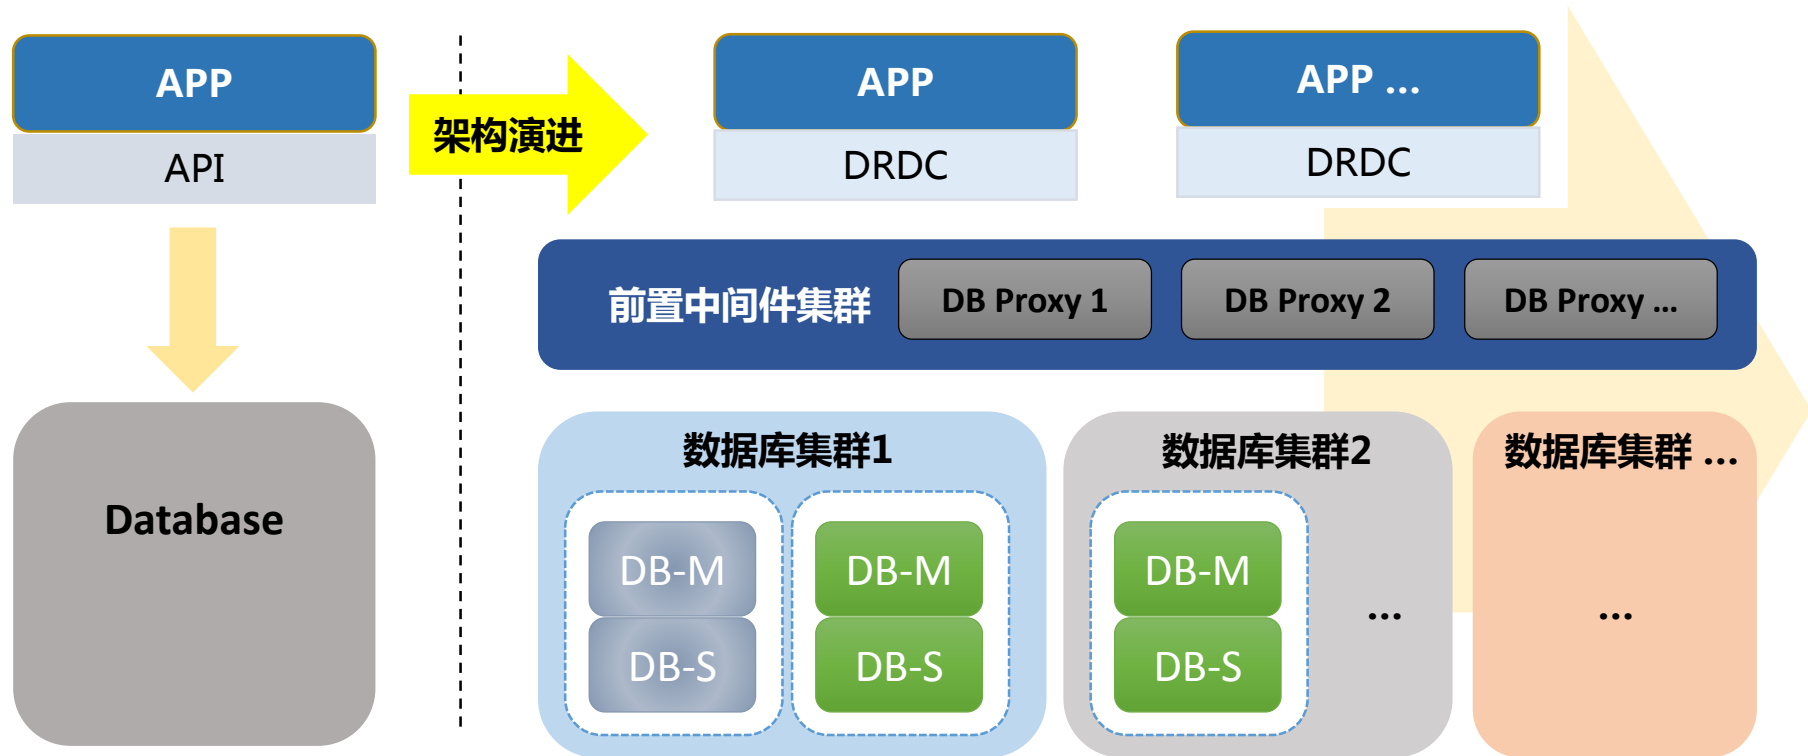 APP
API
Database
架构演进
APP
DRDC
APP ...
DRDC
前置中间件集群
DB Proxy 1
DB Proxy 2
DB Proxy ...
数据库集群1
DB-M
DB-S
DB-M
DB-S
数据库集群2
DB-M
DB-S
...
数据库集群 ...
...